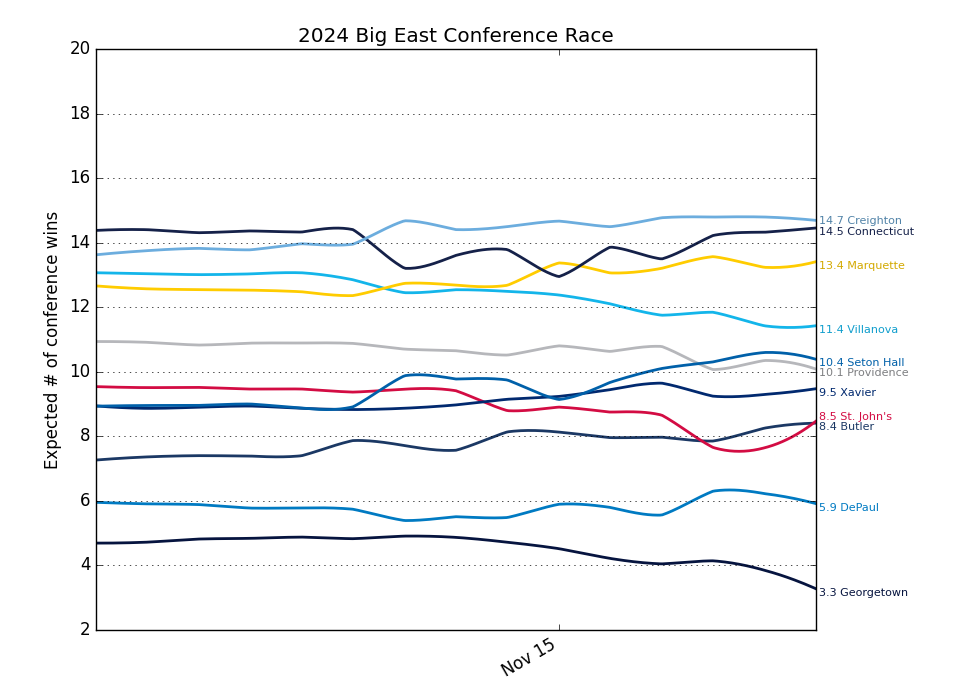 2024 Big East Conference Race
Expected # of conference wins
20
18
16
14
12
10
8
6
4
2
Nov 15
14.7 Creighton
14.5 Connecticut
13.4 Marquette
11.4 Villanova
10.4 Seton Hall
10.1 Providence
9.5 Xavier
8.5 St. John's
8.4 Butler
5.9 DePaul
3.3 Georgetown